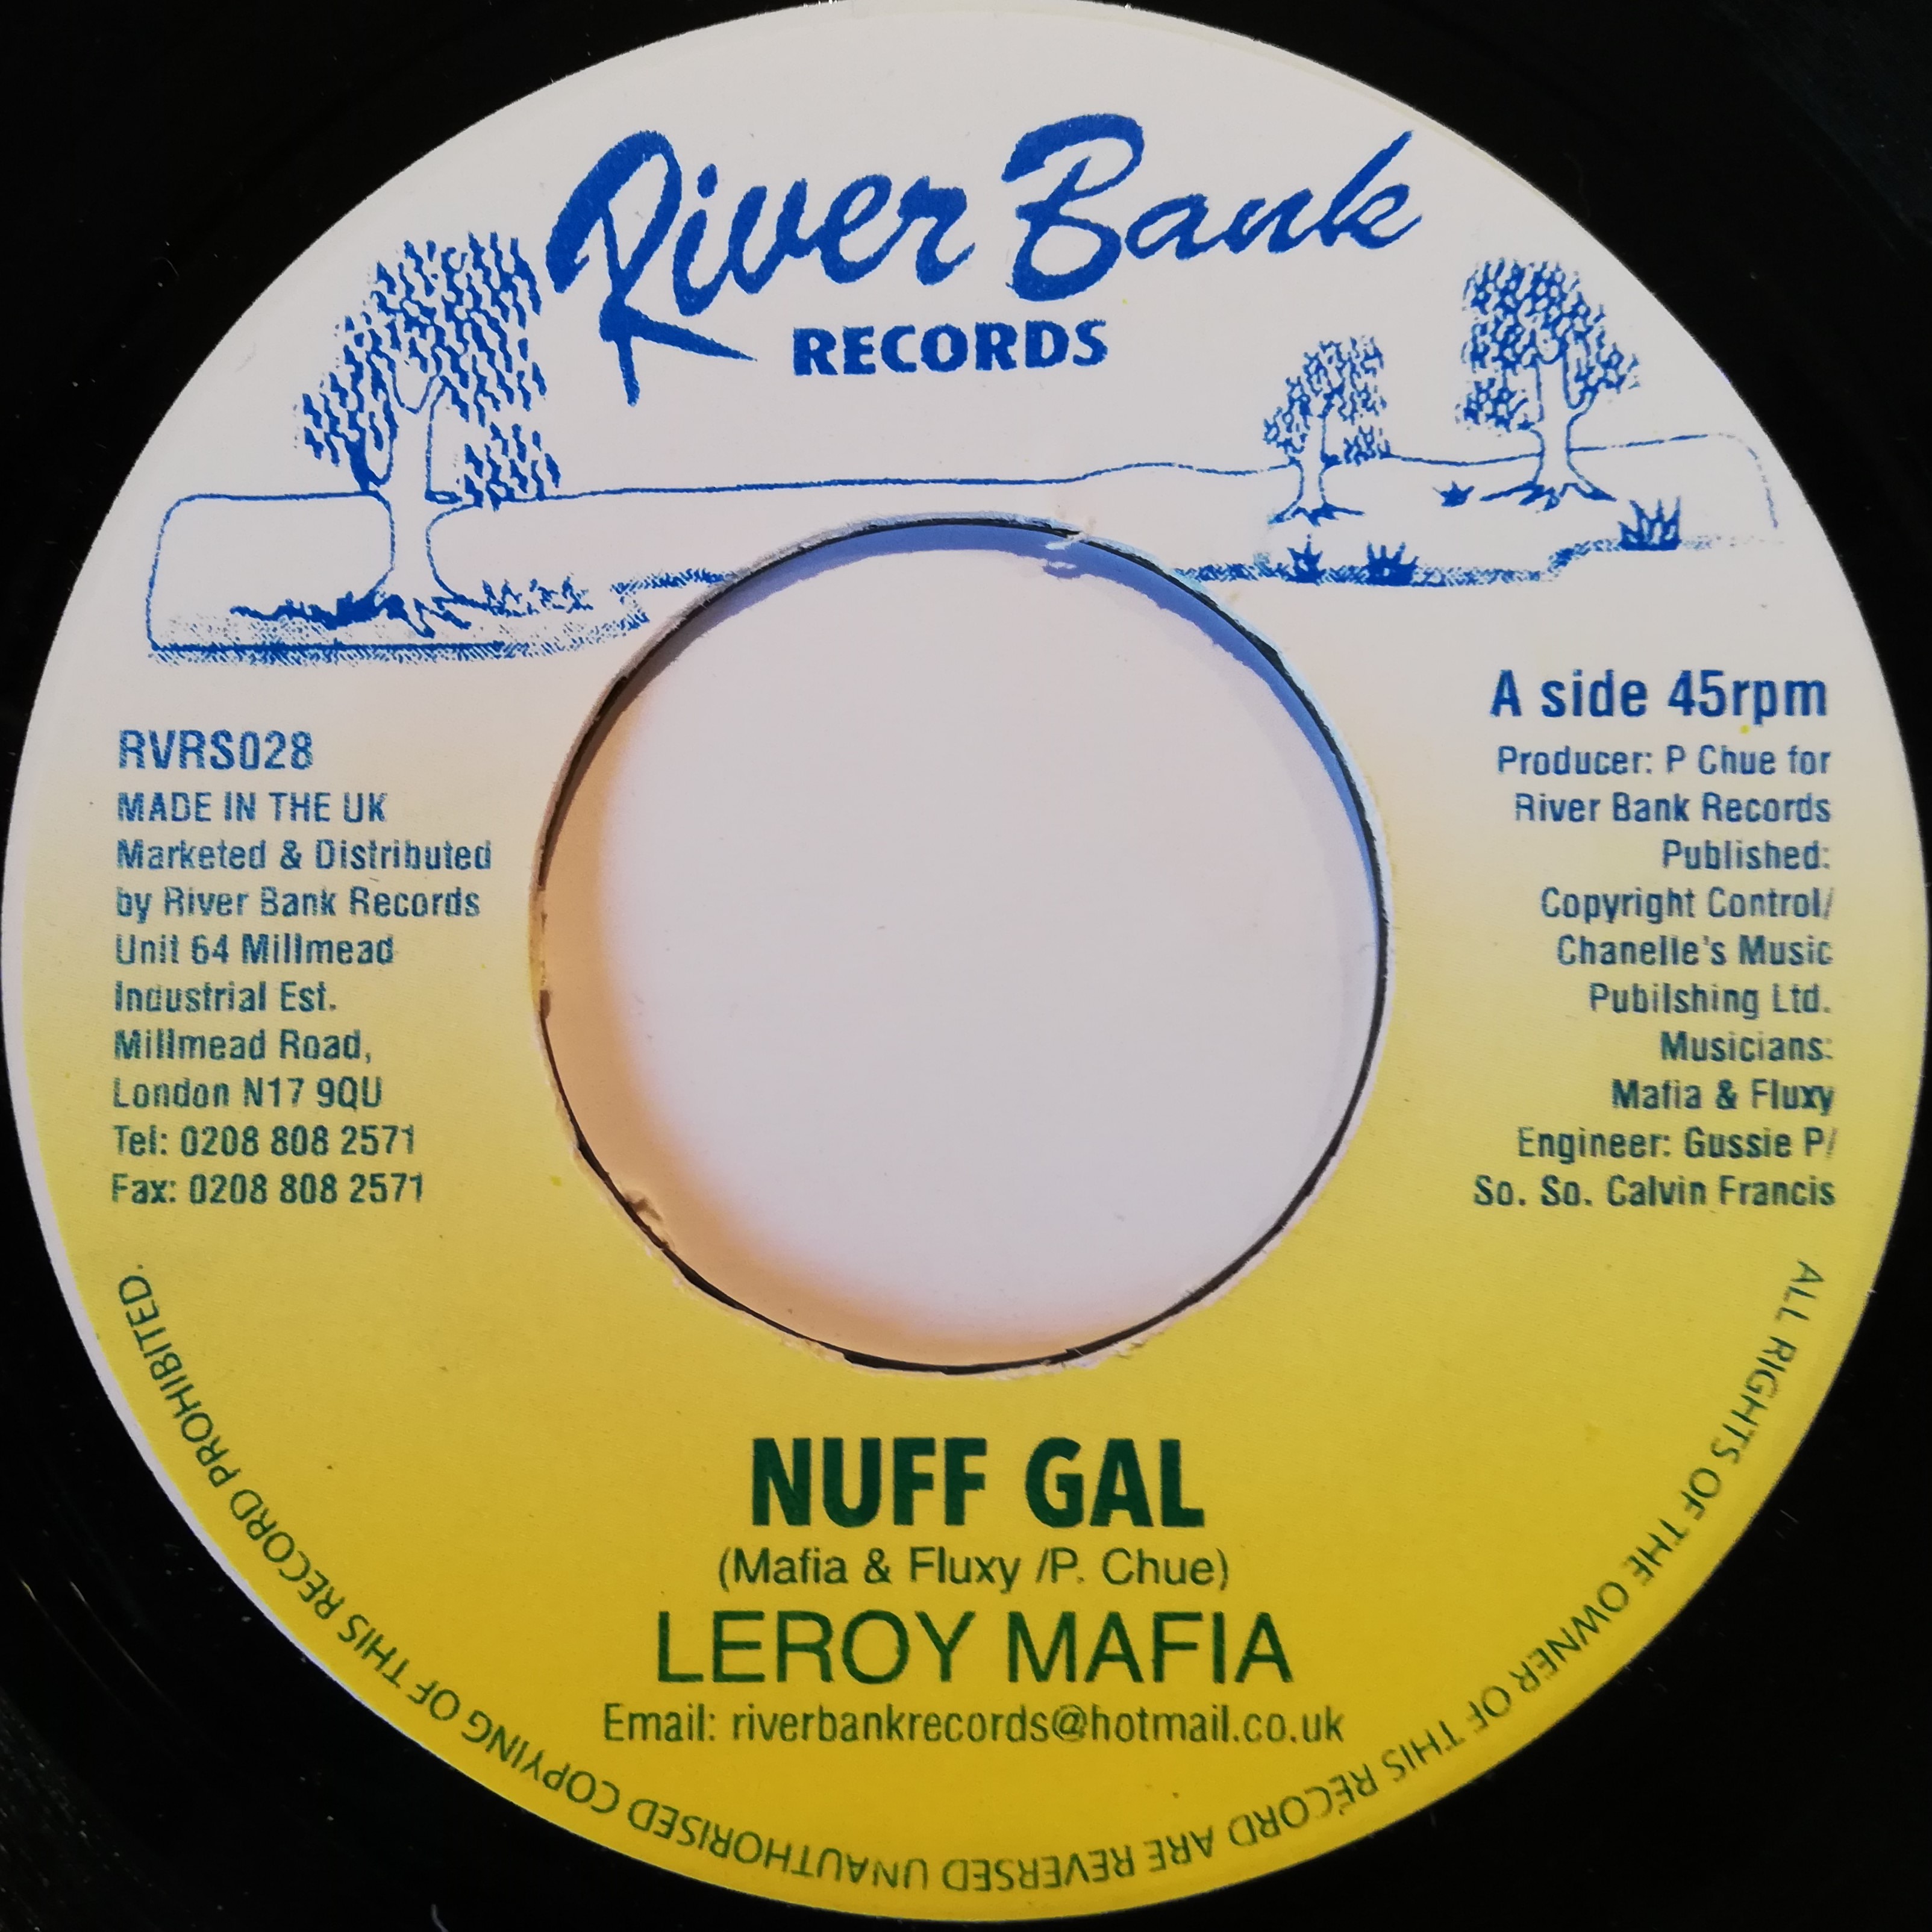 River Bank
RECORDS
RVRS028
MADE IN THE UK
Marketed & Distributed
by River Bank Records
Unit 64 Millmead
Industrial Est.
Millmead Road,
London N17 9QU
Tel: 0208 808 2571
Fax: 0208 808 2571
A side 45rpm
Producer: P Chue for
River Bank Records
Published:
Copyright Control/
Chanelle's Music
Pubilshing Ltd.
Musicians:
Mafia & Fluxy
Engineer: Gussie P/
So. So. Calvin Francis
NUFF GAL
(Mafia & Fluxy /P. Chue)
LEROY MAFIA
Email: riverbankrecords@hotmail.co.uk
ALL RIGHTS OF THE OWNER OF THIS RECORD ARE REVERSED UNAUTHORISED COPYING OF THIS RECORD PROHIBITED.